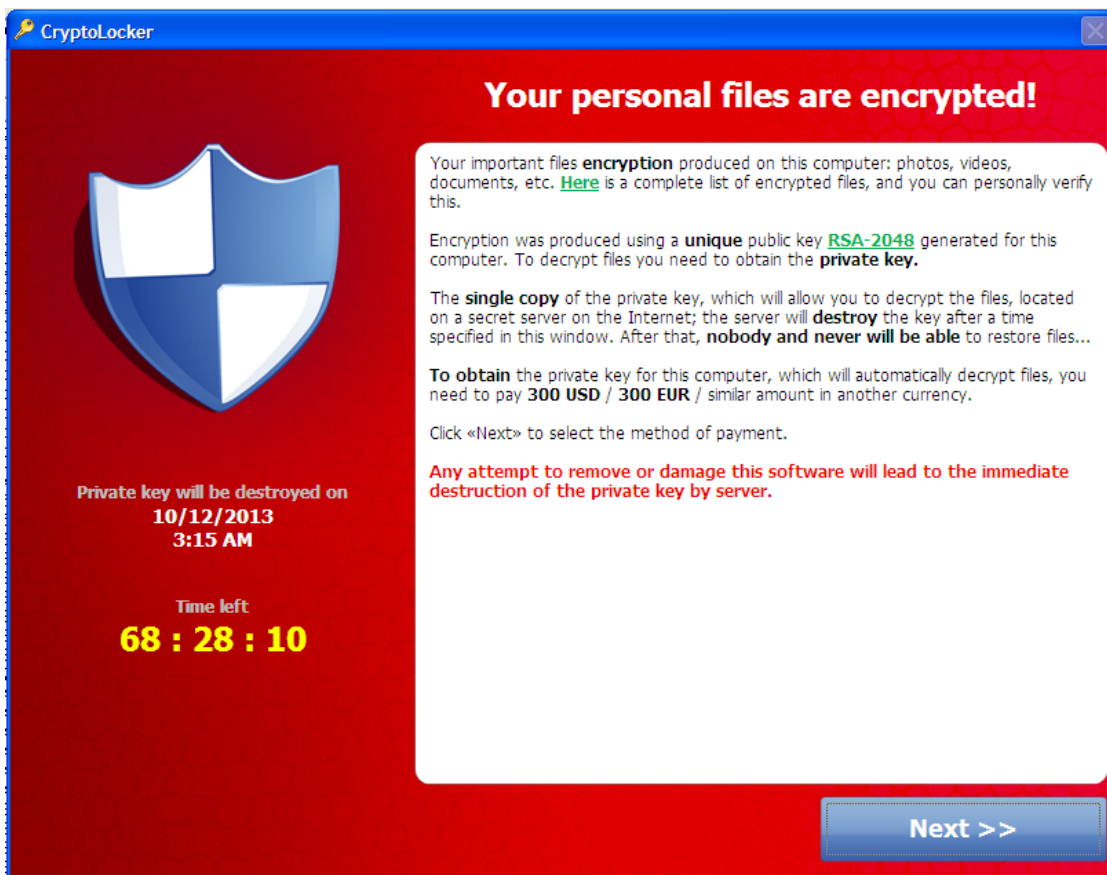 CryptoLocker
Your personal files are encrypted!
Your important files encryption produced on this computer: photos, videos,
documents, etc. Here is a complete list of encrypted files, and you can personally verify
this.
Encryption was produced using a unique public key RSA-2048 generated for this
computer. To decrypt files you need to obtain the private key.
The single copy of the private key, which will allow you to decrypt the files, located
on a secret server on the Internet; the server will destroy the key after a time
specified in this window. After that, nobody and never will be able to restore files...
To obtain the private key for this computer, which will automatically decrypt files, you
need to pay 300 USD / 300 EUR / similar amount in another currency.
Click «Next» to select the method of payment.
Any attempt to remove or damage this software will lead to the immediate
destruction of the private key by server.
Private key will be destroyed on
10/12/2013
3:15 AM
Time left
68 : 28 : 10
Next >>